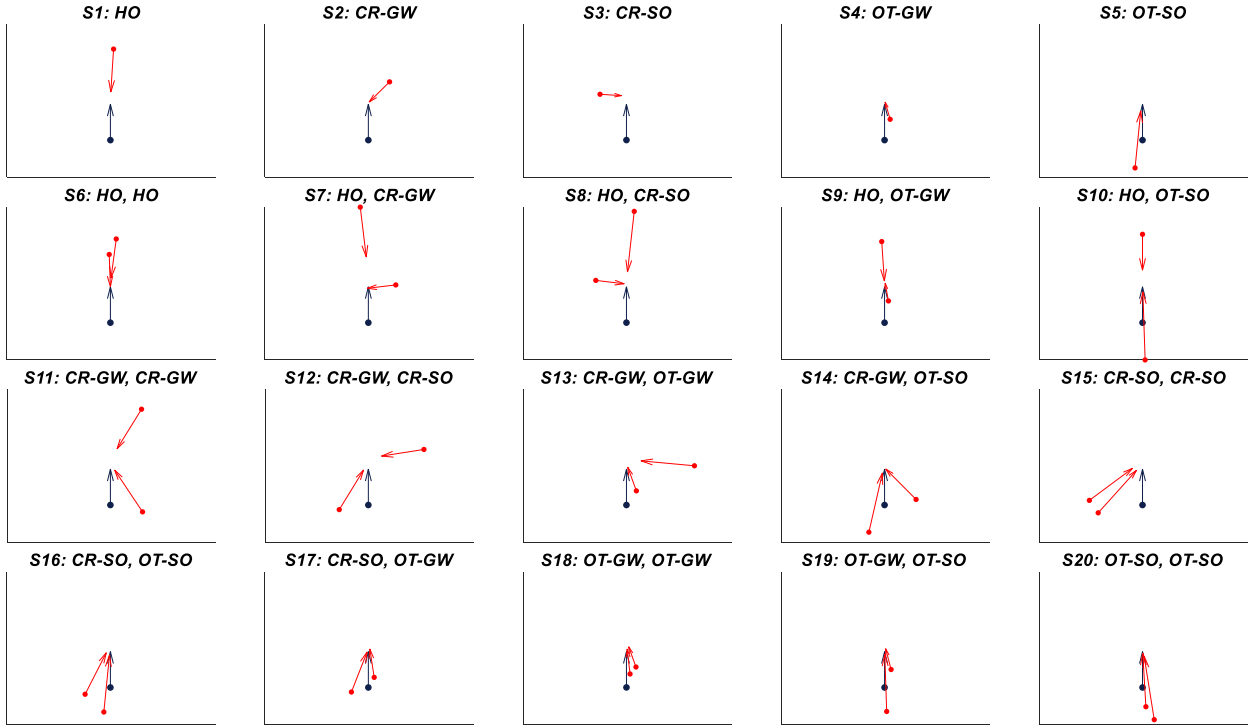 S1: HO
S2: CR-GW
S3: CR-SO
S4: OT-GW
S5: OT-SO
S6: HO, HO
S7: HO, CR-GW
S8: HO, CR-SO
S9: HO, OT-GW
S10: HO, OT-SO
S11: CR-GW, CR-GW
S12: CR-GW, CR-SO
S13: CR-GW, OT-GW
S14: CR-GW, OT-SO
S15: CR-SO, CR-SO
S16: CR-SO, OT-SO
S17: CR-SO, OT-GW
S18: OT-GW, OT-GW
S19: OT-GW, OT-SO
S20: OT-SO, OT-SO